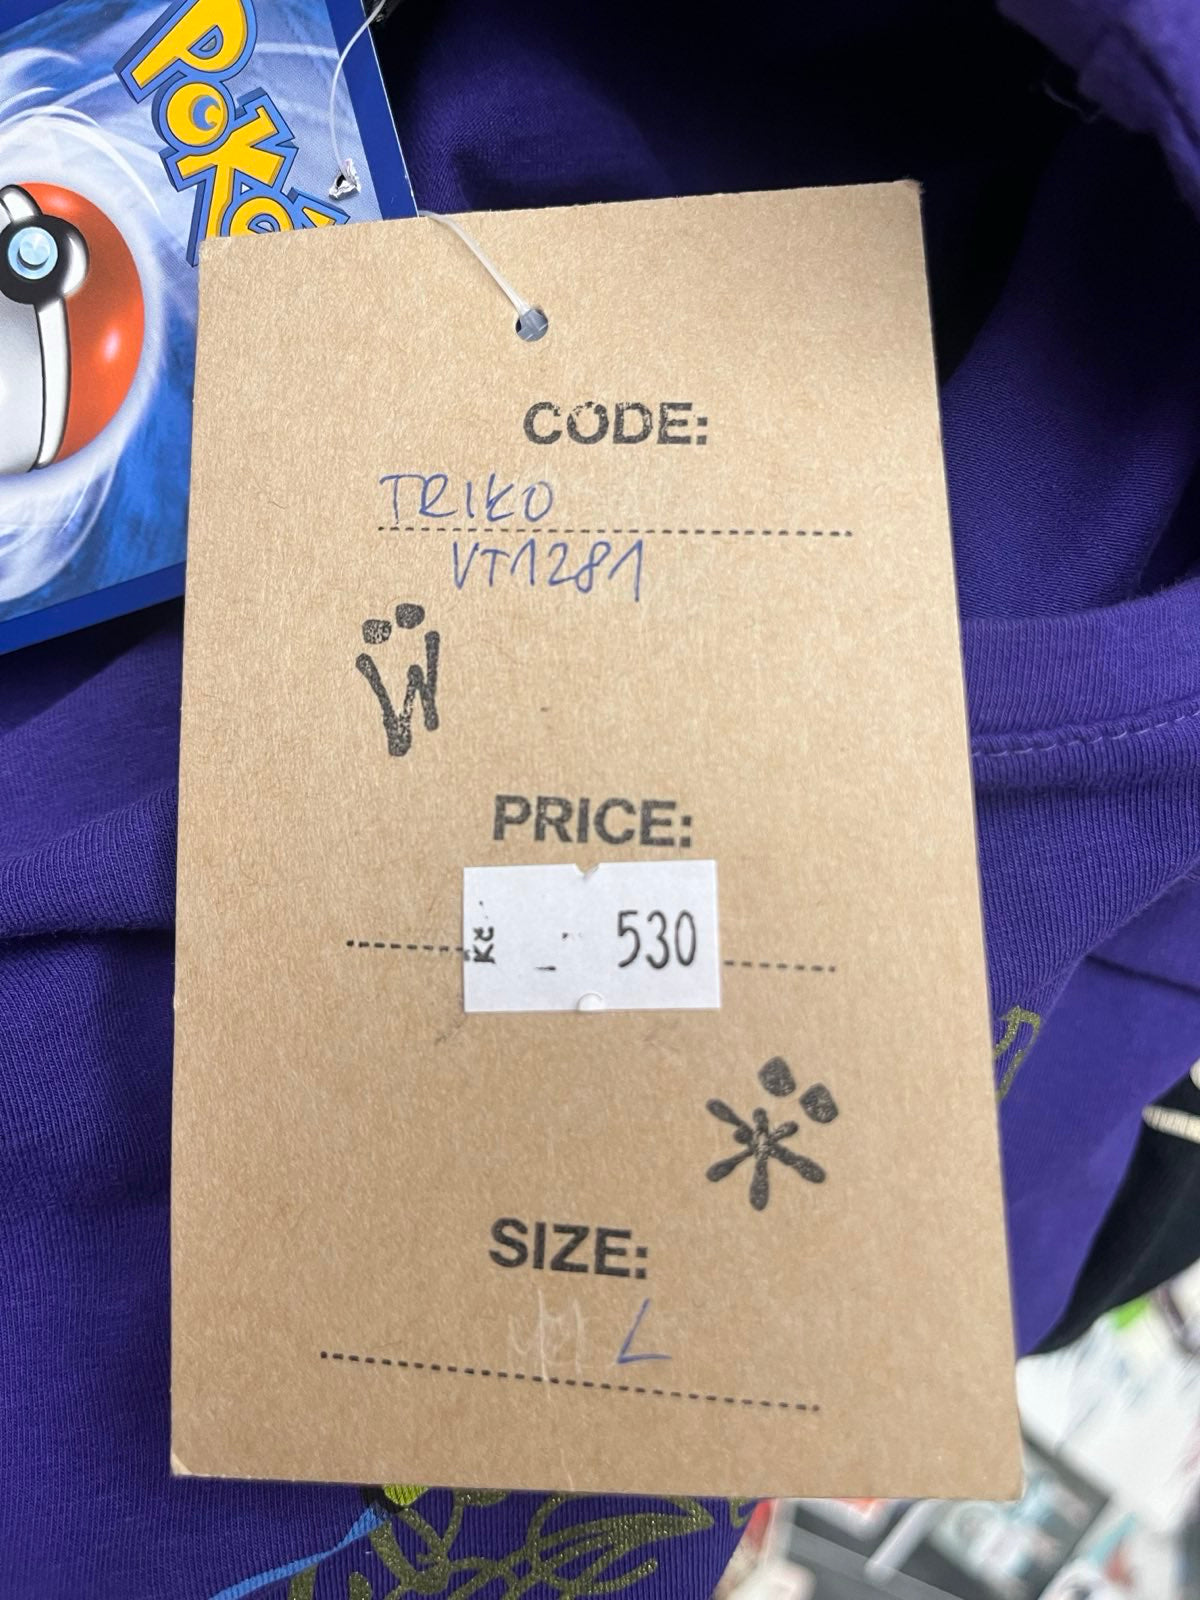 POKé
CODE:
TRIKO
VT1281
PRICE:
Kč 530
SIZE:
L